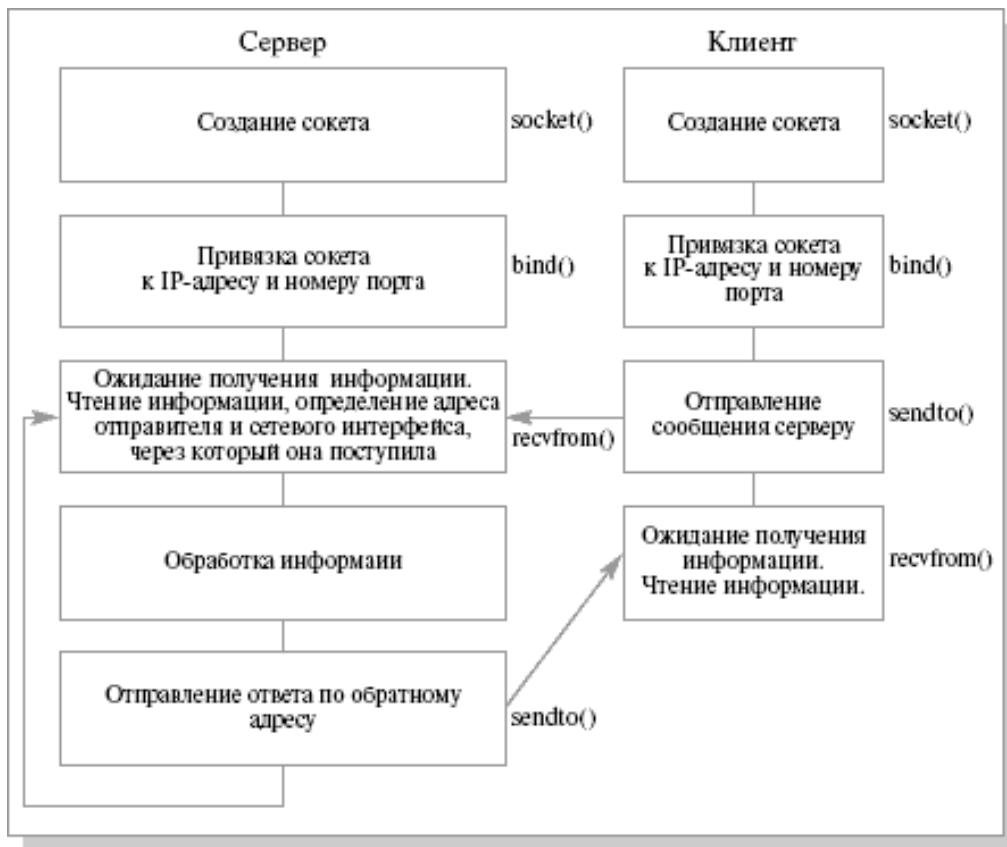 Сервер
Клиент
Создание сокета
socket()
Создание сокета
socket()
Привязка сокета
к IP-адресу и номеру порта
bind()
Привязка сокета
к IP-адресу и номеру
порта
bind()
Ожидание получения информации.
Чтение информации, определение адреса
отправителя и сетевого интерфейса,
через который она поступила
recvfrom()
Отправление
сообщения серверу
sendto()
Обработка информаии
Ожидание получения
информации.
Чтение информации.
recvfrom()
Отправление ответа по обратному
адресу
sendto()